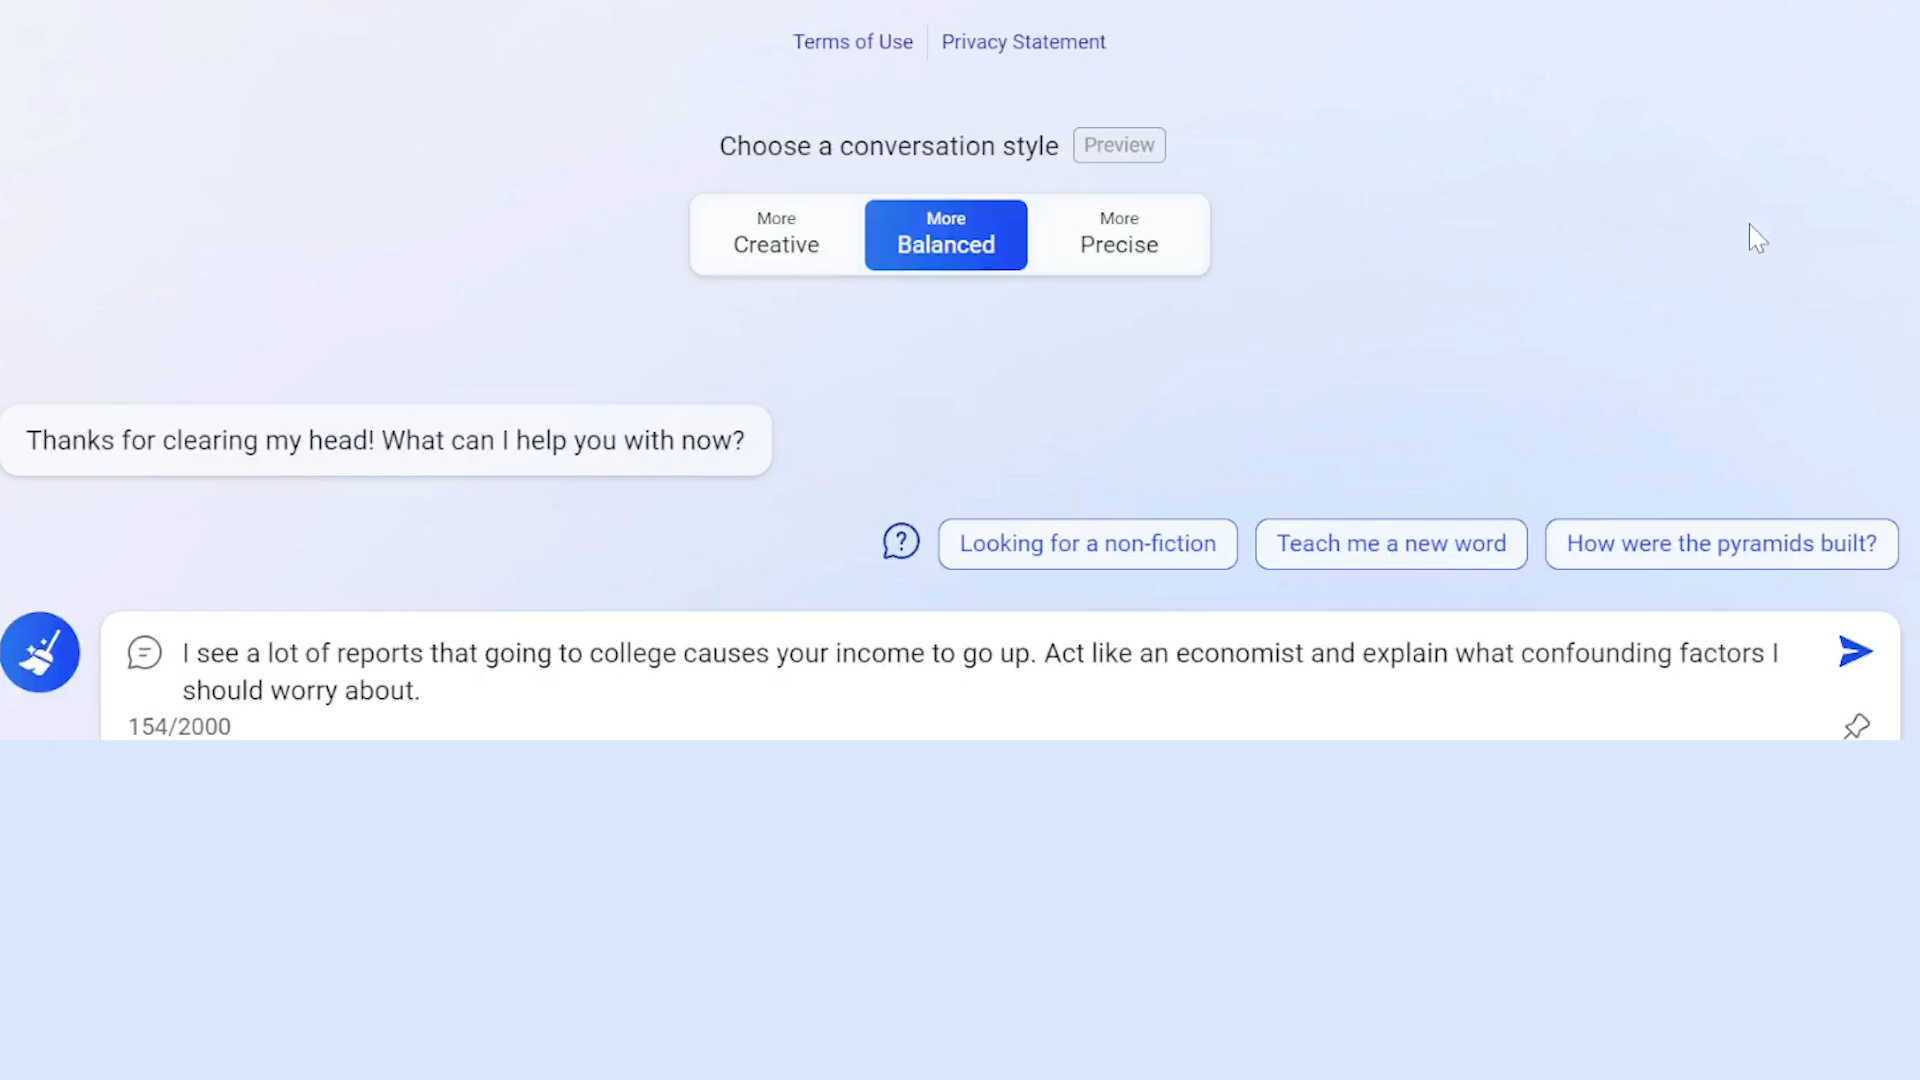 Terms of Use
Privacy Statement
Choose a conversation style
Preview
More
Creative
More
Balanced
More
Precise
Thanks for clearing my head! What can I help you with now?
Looking for a non-fiction
Teach me a new word
How were the pyramids built?
I see a lot of reports that going to college causes your income to go up. Act like an economist and explain what confounding factors I
should worry about.
154/2000